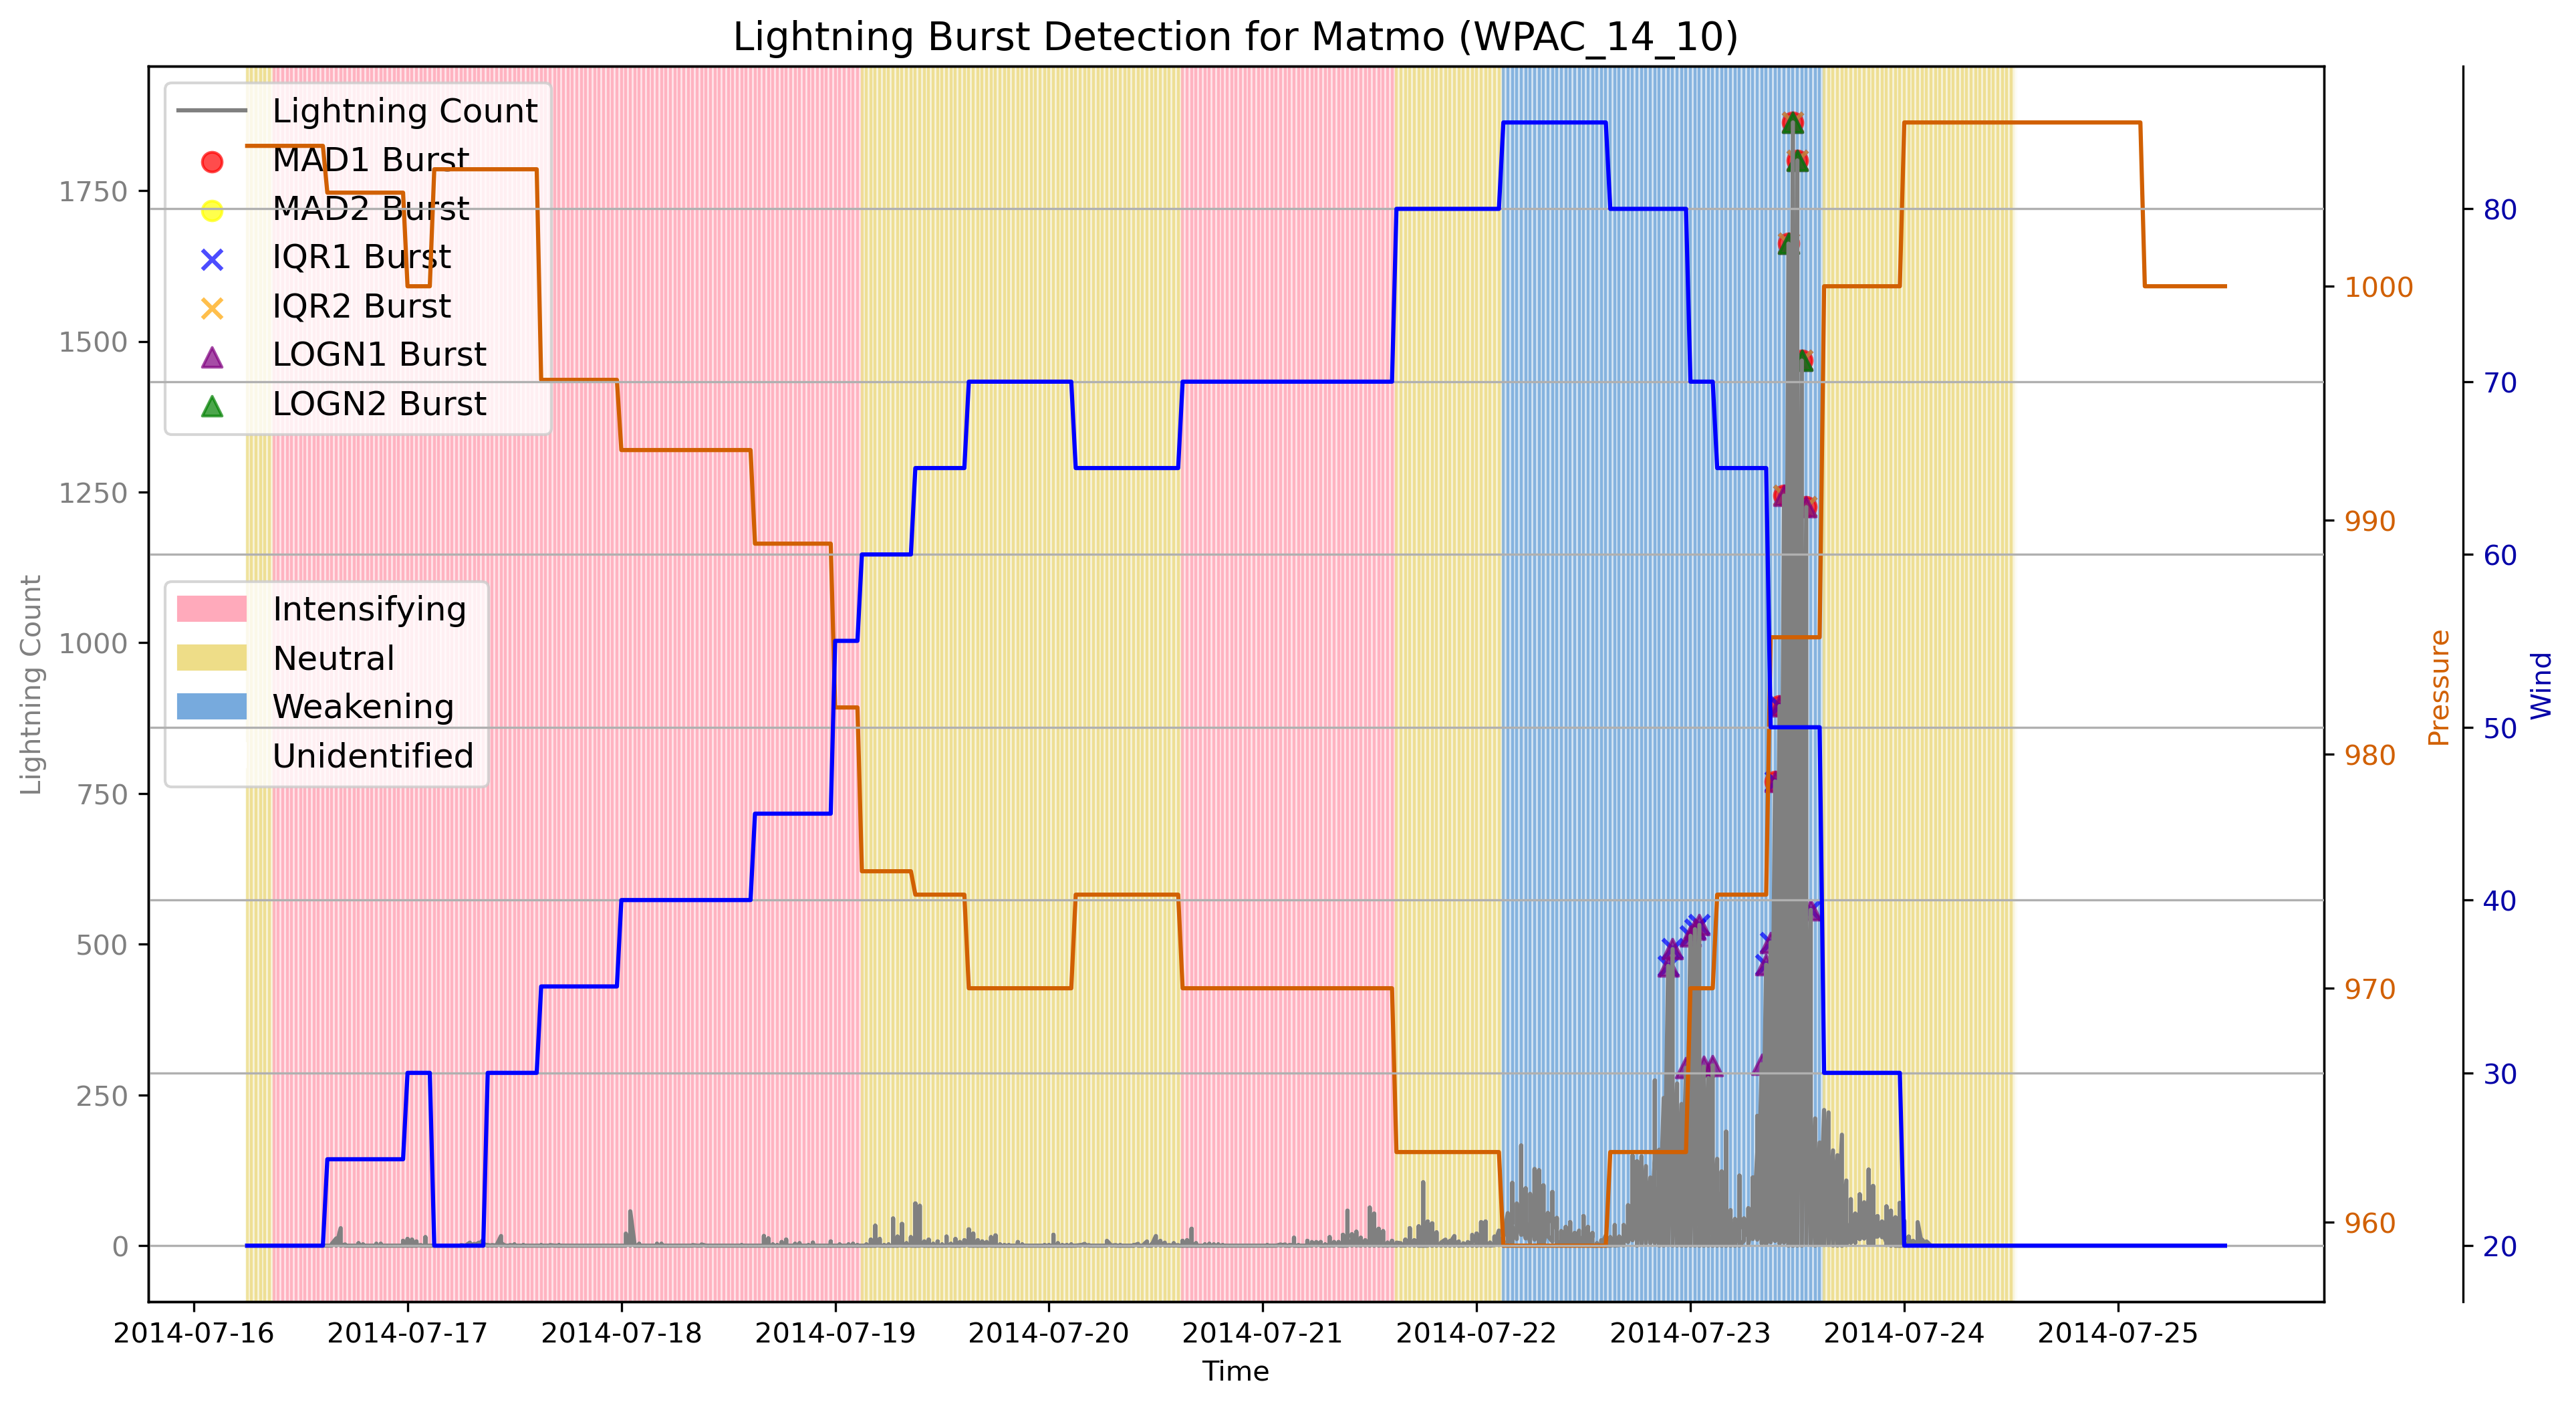 Lightning Burst Detection for Matmo (WPAC_14_10)
Lightning Count
MAD1 Burst
MAD2 Burst
IQR1 Burst
IQR2 Burst
LOGN1 Burst
LOGN2 Burst
Intensifying
Neutral
Weakening
Unidentified
Lightning Count
1750
1500
1250
1000
750
500
250
0
1000
990
980
970
960
Pressure
80
70
60
50
40
30
20
Wind
2014-07-16 2014-07-17 2014-07-18 2014-07-19 2014-07-20 2014-07-21 2014-07-22 2014-07-23 2014-07-24 2014-07-25
Time